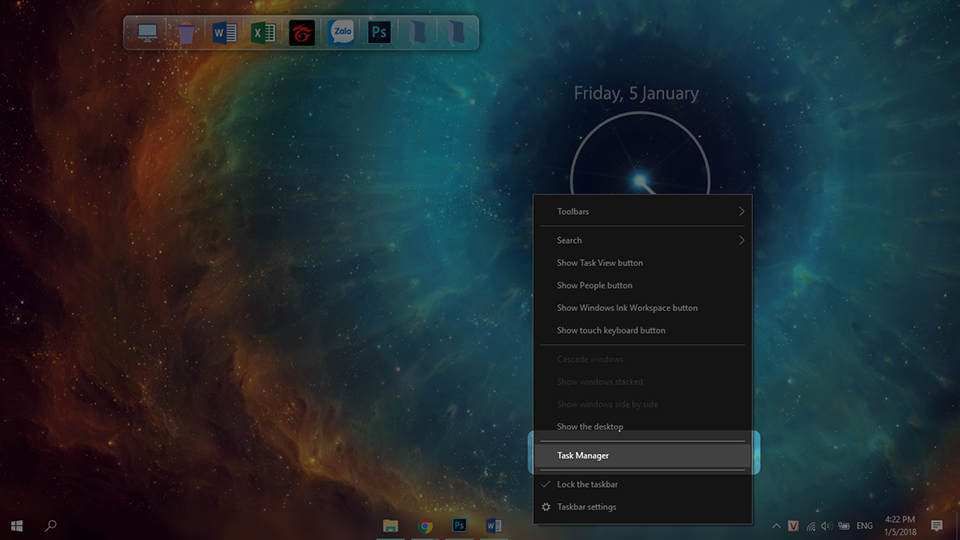 W
X
Zalo
Ps
Friday, 5 January
Toolbars
Search
Show Task View button
Show People button
Show Windows Ink Workspace button
Show touch keyboard button
Cascade windows
Show windows stacked
Show windows side by side
Show the desktop
Task Manager
Lock the taskbar
Taskbar settings
Ps
W
V
ENG
4:22 PM
1/5/2018